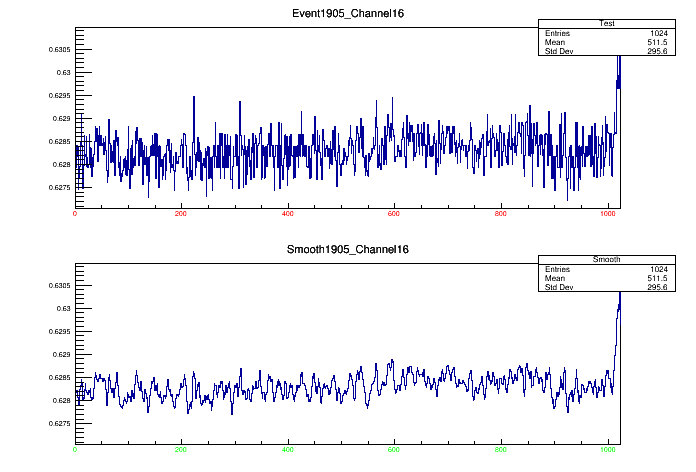 Event1905_Channel16
Test
Entries 1024
Mean 511.5
Std Dev 295.6
0.6305
0.63
0.6295
0.629
0.6285
0.628
0.6275
0 200 400 600 800 1000
Smooth1905_Channel16
Smooth
Entries 1024
Mean 511.5
Std Dev 295.6
0.6305
0.63
0.6295
0.629
0.6285
0.628
0.6275
0 200 400 600 800 1000